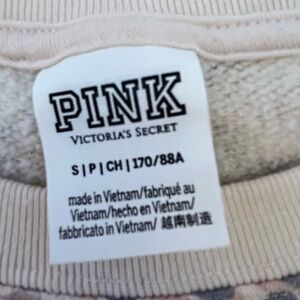 PINK
VICTORIA'S SECRET
S | P | CH | 170/88A
made in Vietnam/fabriqué au
Vietnam/hecho en Vietnam/
fabbricato in Vietnam/ 越南制造